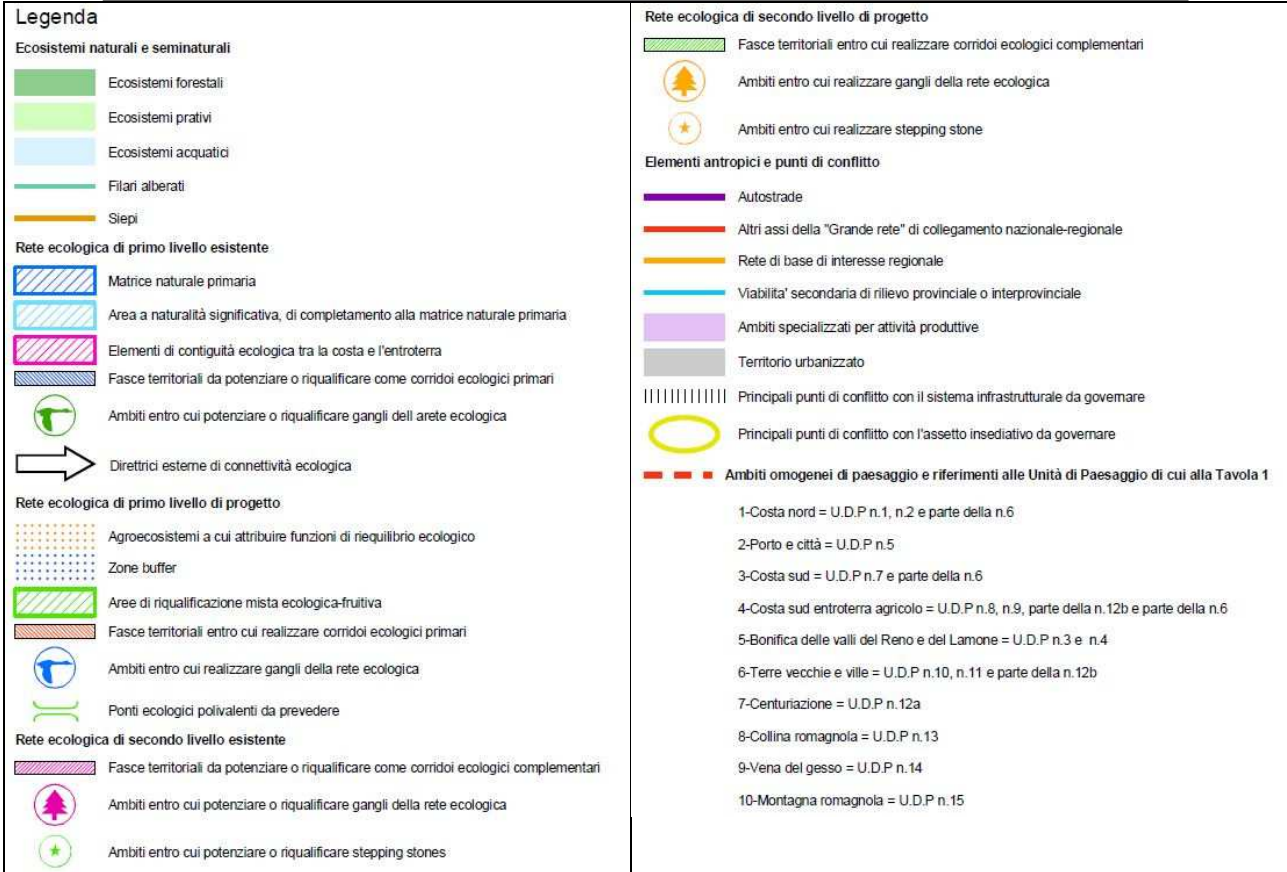 Legenda
Ecosistemi naturali e seminaturali
Ecosistemi forestali
Ecosistemi prativi
Ecosistemi acquatici
Filari alberati
Siepi
Rete ecologica di primo livello esistente
Matrice naturale primaria
Area a naturalità significativa, di completamento alla matrice naturale primaria
Elementi di contiguità ecologica tra la costa e l'entroterra
Fasce territoriali da potenziare o riqualificare come corridoi ecologici primari
Ambiti entro cui potenziare o riqualificare gangli dell arete ecologica
Direttrici esterne di connettività ecologica
Rete ecologica di primo livello di progetto
Agroecosistemi a cui attribuire funzioni di riequilibrio ecologico
Zone buffer
Aree di riqualificazione mista ecologica-fruitiva
Fasce territoriali entro cui realizzare corridoi ecologici primari
Ambiti entro cui realizzare gangli della rete ecologica
Ponti ecologici polivalenti da prevedere
Rete ecologica di secondo livello esistente
Fasce territoriali da potenziare o riqualificare come corridoi ecologici complementari
Ambiti entro cui potenziare o riqualificare gangli della rete ecologica
Ambiti entro cui potenziare o riqualificare stepping stones
Rete ecologica di secondo livello di progetto
Fasce territoriali entro cui realizzare corridoi ecologici complementari
Ambiti entro cui realizzare gangli della rete ecologica
Ambiti entro cui realizzare stepping stone
Elementi antropici e punti di conflitto
Autostrade
Altri assi della "Grande rete" di collegamento nazionale-regionale
Rete di base di interesse regionale
Viabilita' secondaria di rilievo provinciale o interprovinciale
Ambiti specializzati per attività produttive
Territorio urbanizzato
Principali punti di conflitto con il sistema infrastrutturale da governare
Principali punti di conflitto con l'assetto insediativo da governare
Ambiti omogenei di paesaggio e riferimenti alle Unità di Paesaggio di cui alla Tavola 1
1-Costa nord = U.D.P n.1, n.2 e parte della n.6
2-Porto e città = U.D.P n.5
3-Costa sud = U.D.P n.7 e parte della n.6
4-Costa sud entroterra agricolo = U.D.P n.8, n.9, parte della n.12b e parte della n.6
5-Bonifica delle valli del Reno e del Lamone = U.D.P n.3 e n.4
6-Terre vecchie e ville = U.D.P n.10, n.11 e parte della n.12b
7-Centuriazione = U.D.P n.12a
8-Collina romagnola = U.D.P n.13
9-Vena del gesso = U.D.P n.14
10-Montagna romagnola = U.D.P n.15